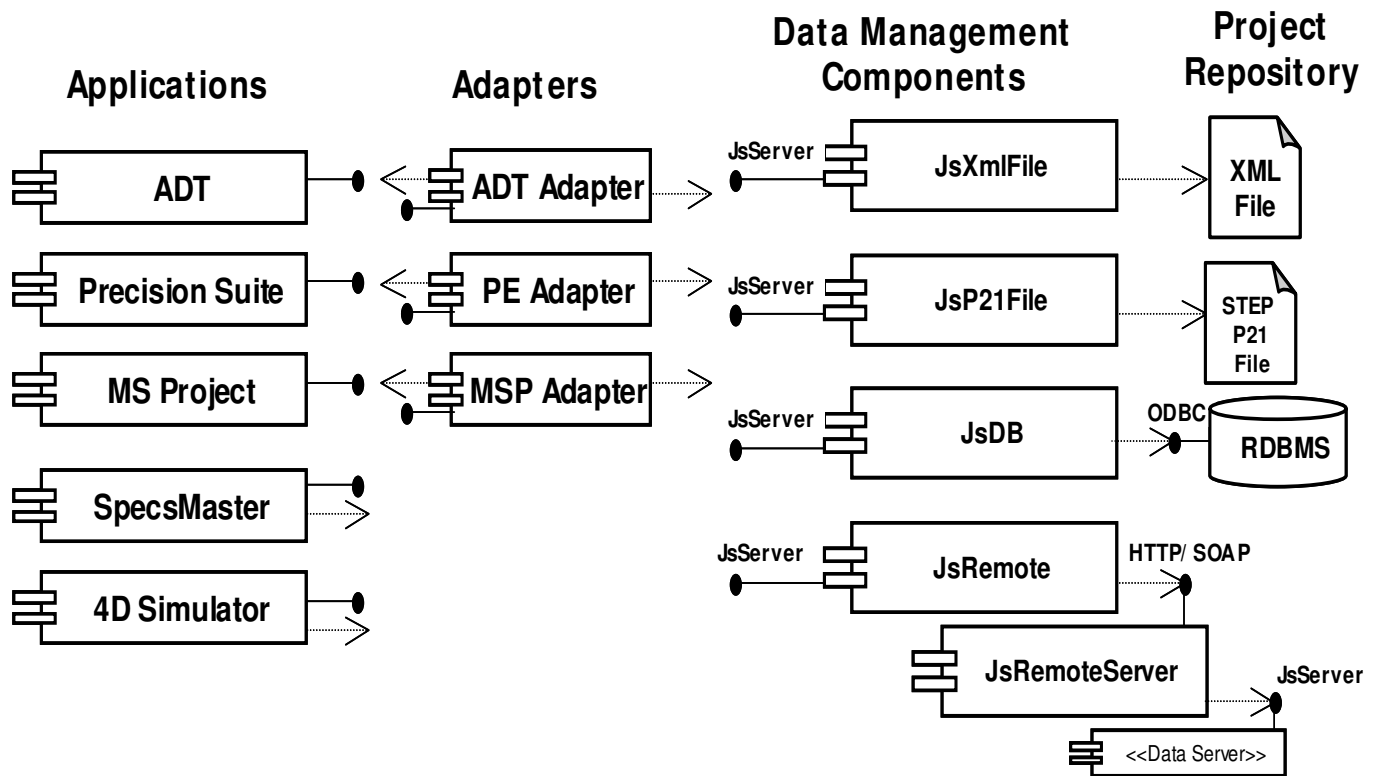 Applications
Adapters
Data Management
Components
Project
Repository
ADT
ADT Adapter
JsServer
JsXmlFile
XML
File
Precision Suite
PE Adapter
JsServer
JsP21File
STEP
P21
File
MS Project
MSP Adapter
JsServer
JsDB
ODBC
RDBMS
SpecsMaster
JsServer
JsRemote
HTTP/ SOAP
4D Simulator
JsRemoteServer
JsServer
<<Data Server>>